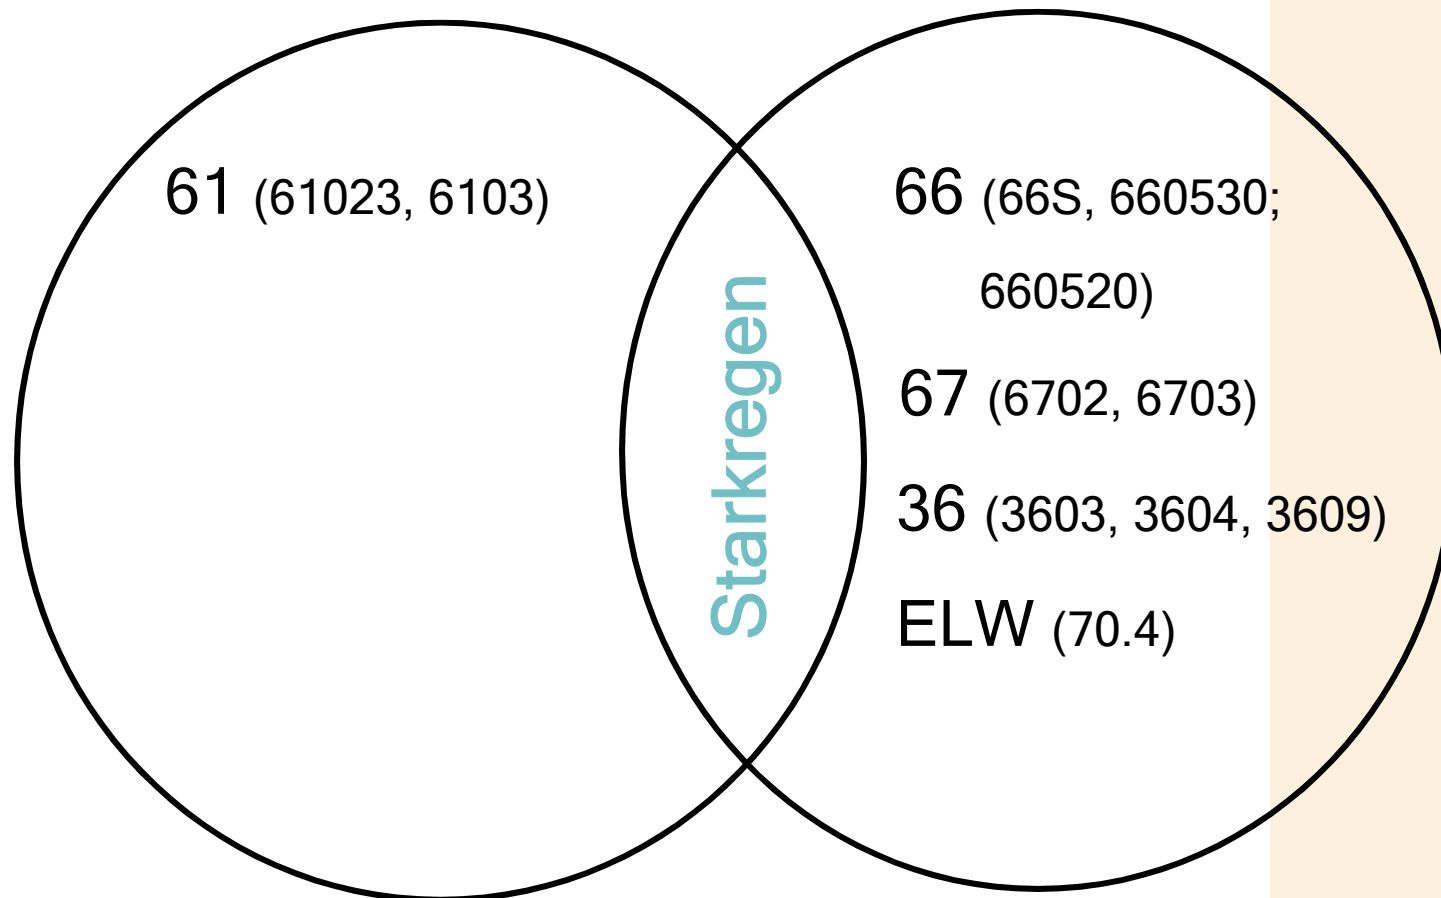 61 (61023, 6103)
Starkregen
66 (66S, 660530;
660520)
67 (6702, 6703)
36 (3603, 3604, 3609)
ELW (70.4)